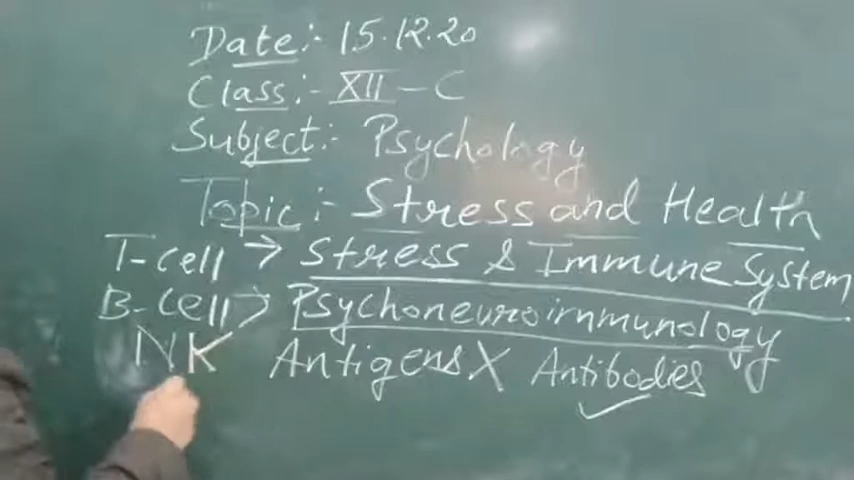 Date:- 15.12.20
Class:- XII - C
Subject:- Psychology
Topic:- Stress and Health
T-cell → Stress & Immune System
B-cell → Psychoneuroimmunology
NK Antigens X Antibodies ✓